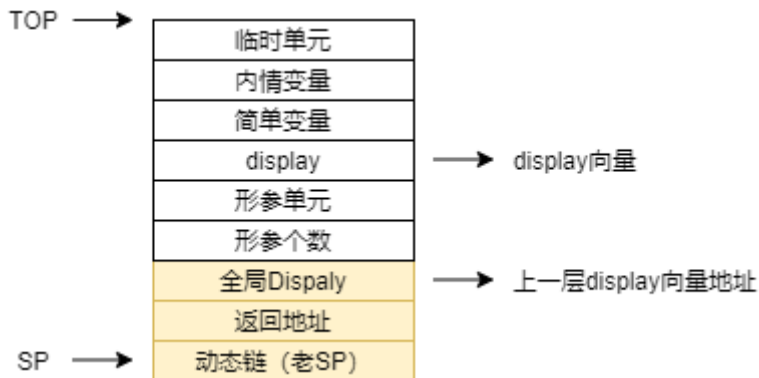 TOP
临时单元
内情变量
简单变量
display
display向量
形参单元
形参个数
全局Dispaly
上一层display向量地址
返回地址
SP
动态链（老SP）